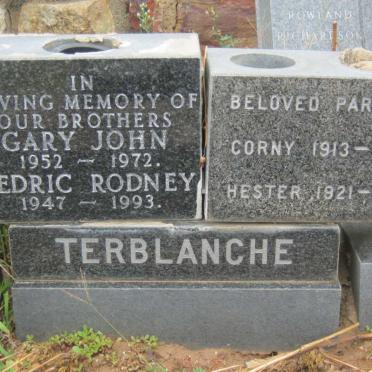 IN
VING MEMORY OF
OUR BROTHERS
GARY JOHN
1952 – 1972.
EDRIC RODNEY
1947 – 1993.
BELOVED PAR
CORNY 1913 –
HESTER 1921 –
TERBLANCHE
ROWLAND
RICHARDSON